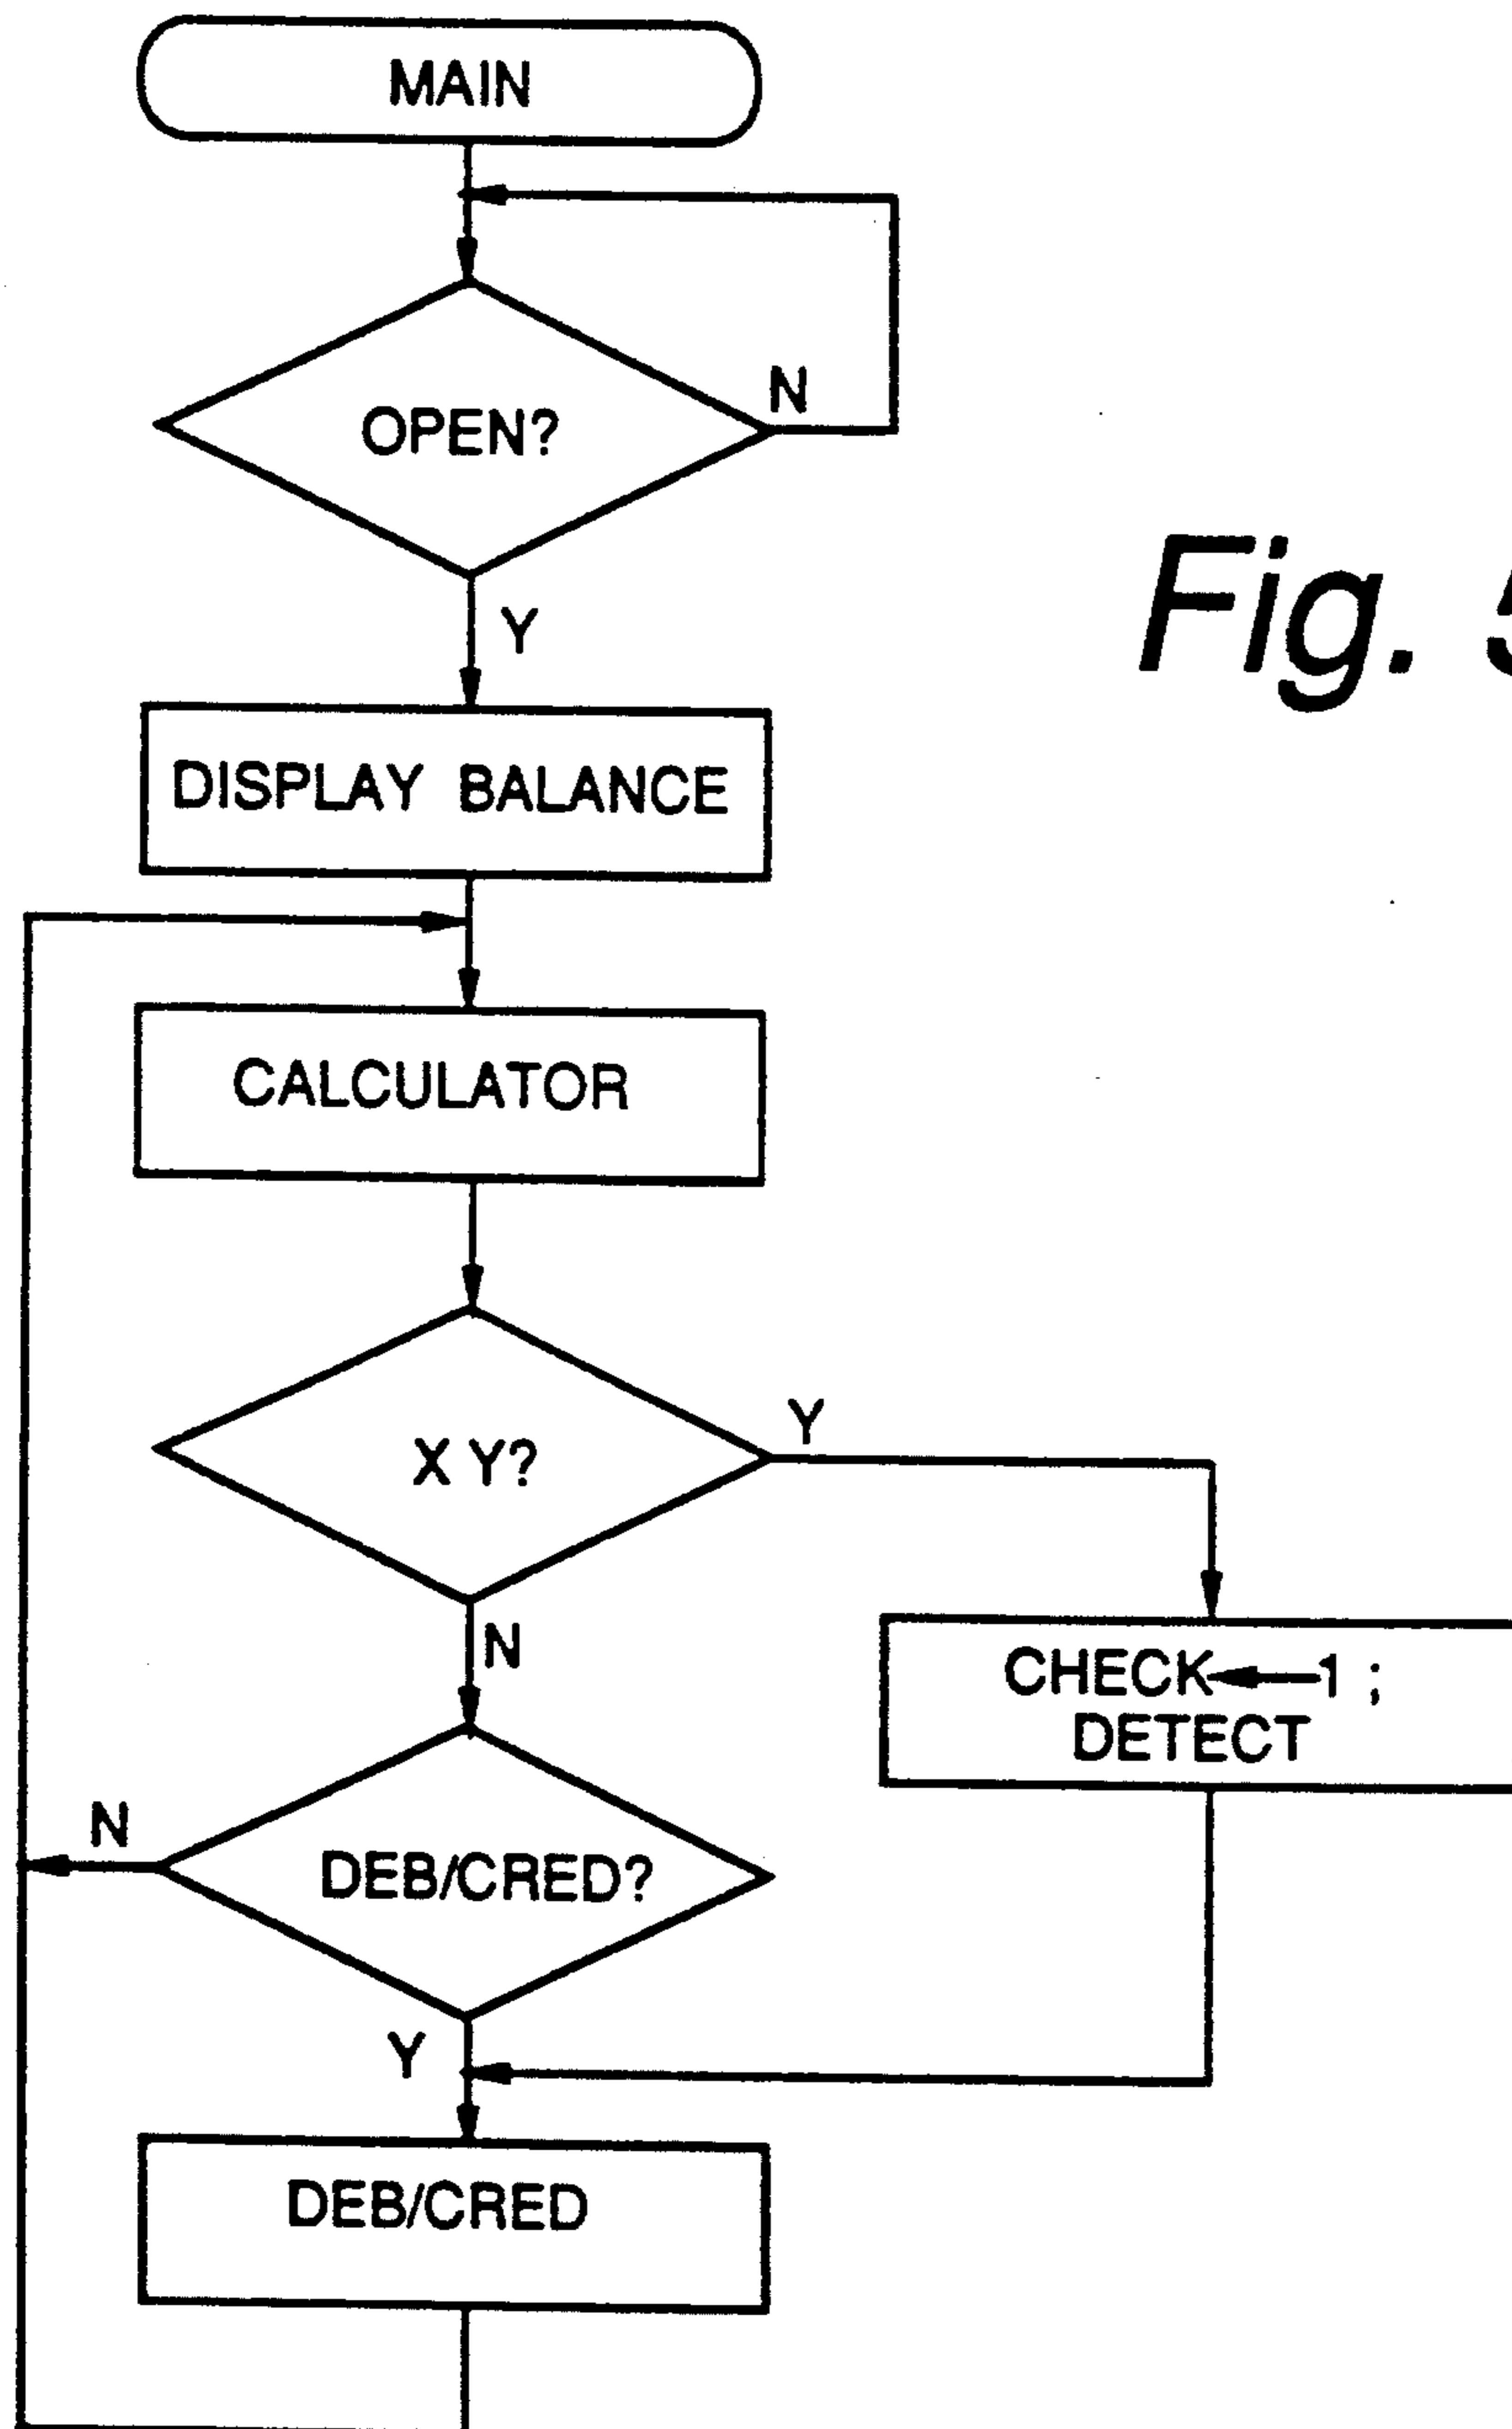 MAIN
OPEN?
N
Y
Fig. 5
DISPLAY BALANCE
CALCULATOR
X Y?
Y
N
CHECK←1 ;
DETECT
DEB/CRED?
N
Y
DEB/CRED